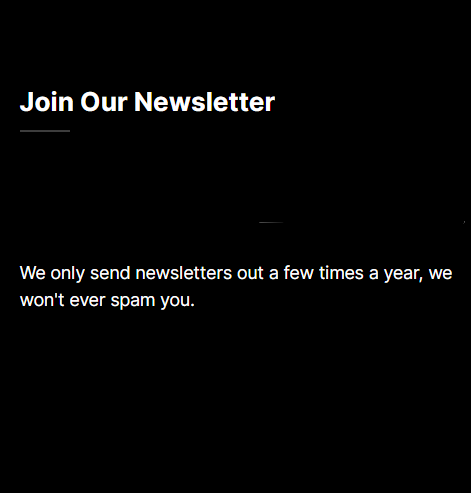 Join Our Newsletter
We only send newsletters out a few times a year, we
won't ever spam you.